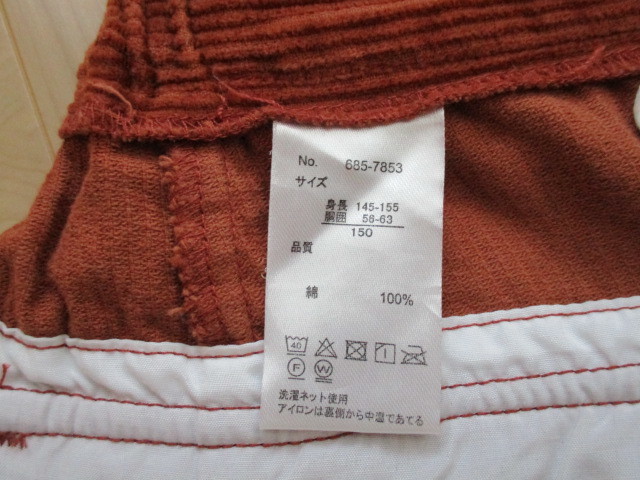 No. 685-7853
サイズ
身長 145-155
胴囲 56-63
150
品質
綿 100%
40
F W
洗濯ネット使用
アイロンは裏側から中温であてる